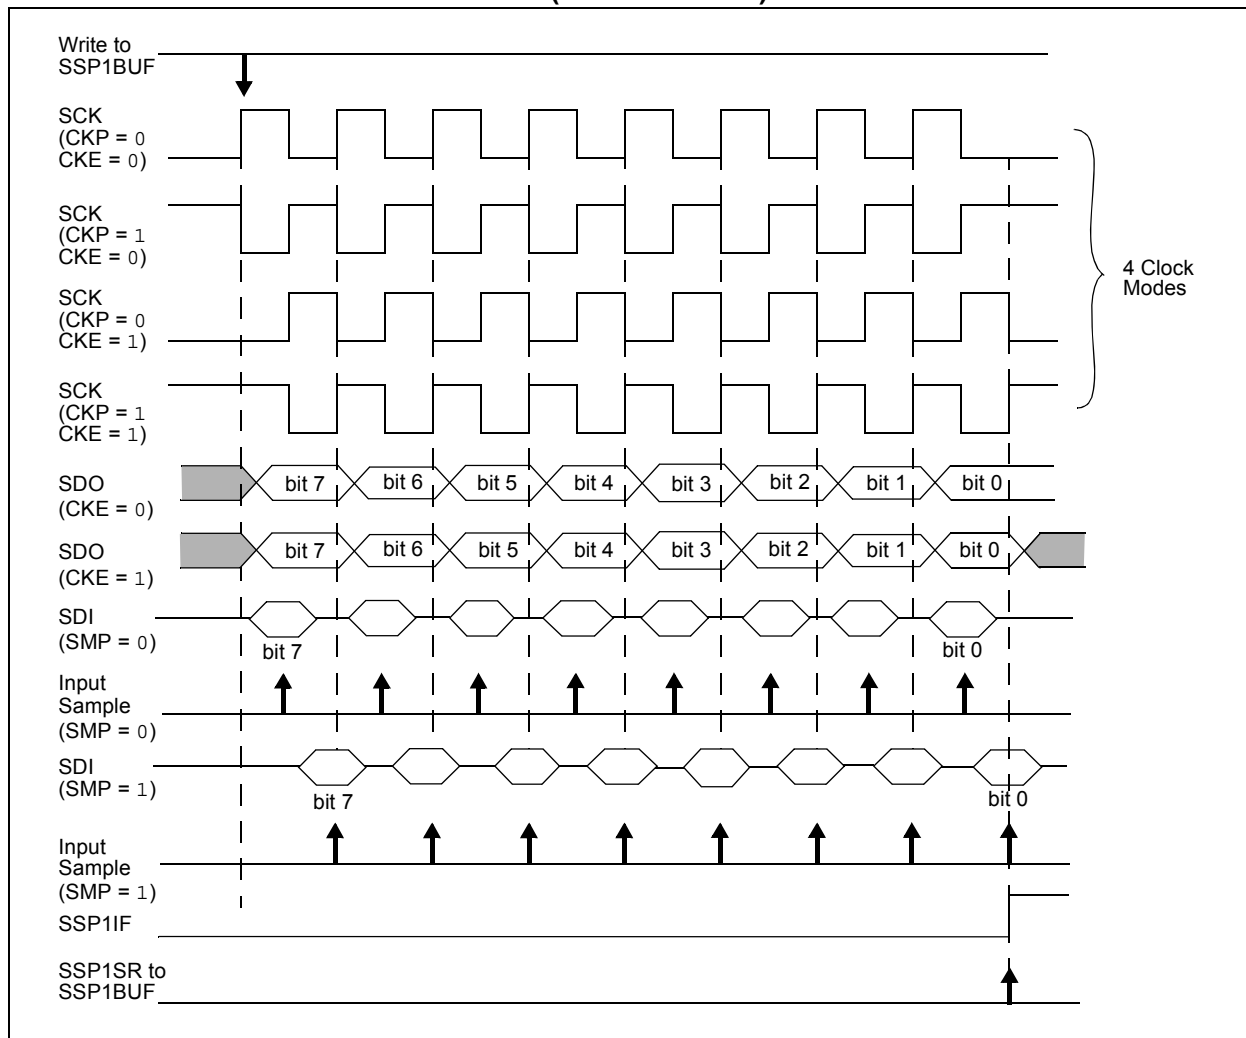 Write to
SSP1BUF
SCK
(CKP = 0
CKE = 0)
SCK
(CKP = 1
CKE = 0)
SCK
(CKP = 0
CKE = 1)
SCK
(CKP = 1
CKE = 1)
4 Clock
Modes
SDO
(CKE = 0)
bit 7 bit 6 bit 5 bit 4 bit 3 bit 2 bit 1 bit 0
SDO
(CKE = 1)
bit 7 bit 6 bit 5 bit 4 bit 3 bit 2 bit 1 bit 0
SDI
(SMP = 0)
bit 7 bit 0
Input
Sample
(SMP = 0)
SDI
(SMP = 1)
bit 7 bit 0
Input
Sample
(SMP = 1)
SSP1IF
SSP1SR to
SSP1BUF